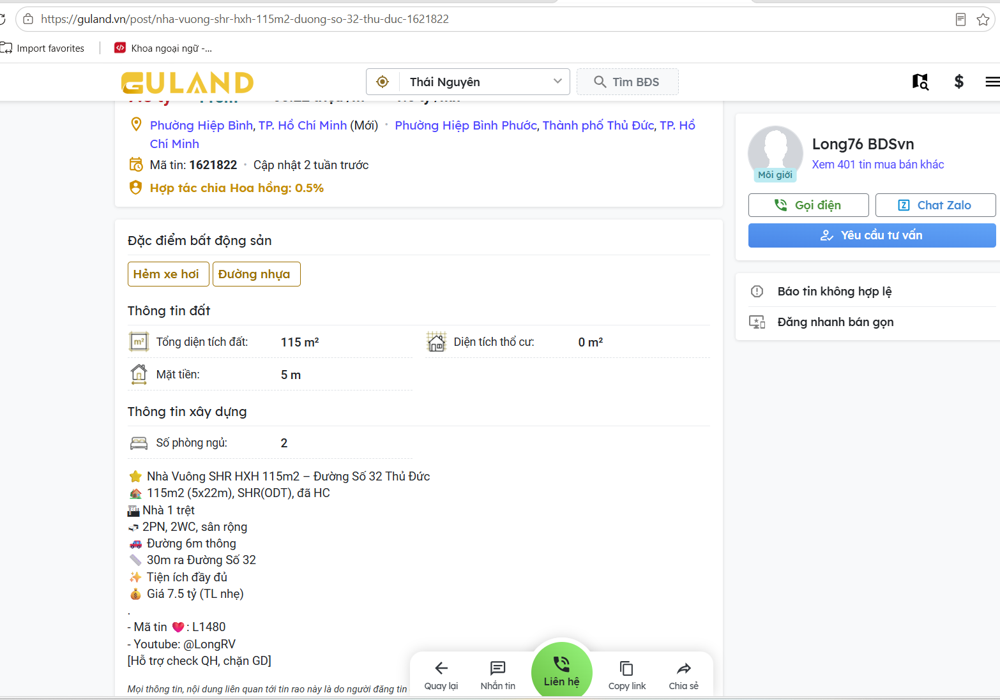 https://guland.vn/post/nha-vuong-shr-hxh-115m2-duong-so-32-thu-duc-1621822
Import favorites
Khoa ngoại ngữ -...
GULAND
Thái Nguyên
Tìm BĐS
Phường Hiệp Bình, TP. Hồ Chí Minh (Mới) • Phường Hiệp Bình Phước, Thành phố Thủ Đức, TP. Hồ
Chí Minh
Mã tin: 1621822 • Cập nhật 2 tuần trước
Hợp tác chia Hoa hồng: 0.5%
Đặc điểm bất động sản
Hẻm xe hơi
Đường nhựa
Thông tin đất
m²
Tổng diện tích đất: 115 m²
Diện tích thổ cư: 0 m²
Mặt tiền: 5 m
Thông tin xây dựng
Số phòng ngủ: 2
⭐ Nhà Vuông SHR HXH 115m2 – Đường Số 32 Thủ Đức
🏘️ 115m2 (5x22m), SHR(ODT), đã HC
Nhà 1 trệt
2PN, 2WC, sân rộng
🚗 Đường 6m thông
📏 30m ra Đường Số 32
✨ Tiện ích đầy đủ
💰 Giá 7.5 tỷ (TL nhẹ)
.
- Mã tin 💓: L1480
- Youtube: @LongRV
[Hỗ trợ check QH, chặn GD]
Mọi thông tin, nội dung liên quan tới tin rao này là do người đăng tin
Long76 BDSvn
Xem 401 tin mua bán khác
Môi giới
Gọi điện
Chat Zalo
Yêu cầu tư vấn
Báo tin không hợp lệ
Đăng nhanh bán gọn
Quay lại
Nhắn tin
Liên hệ
Copy link
Chia sẻ